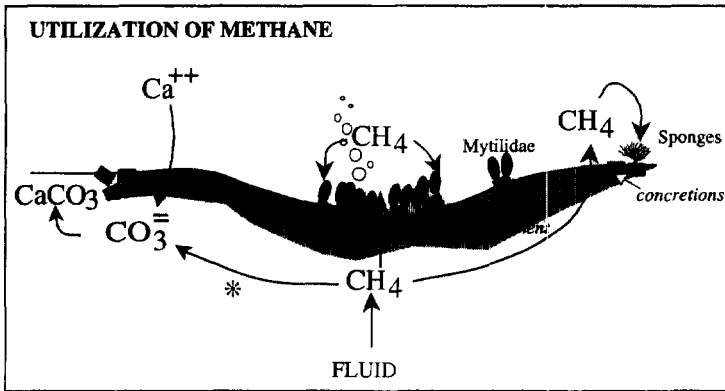 UTILIZATION OF METHANE
Ca++
CH4
CH4
Sponges
Mytilidae
CaCO3
concretions
CO3=
*
CH4
FLUID